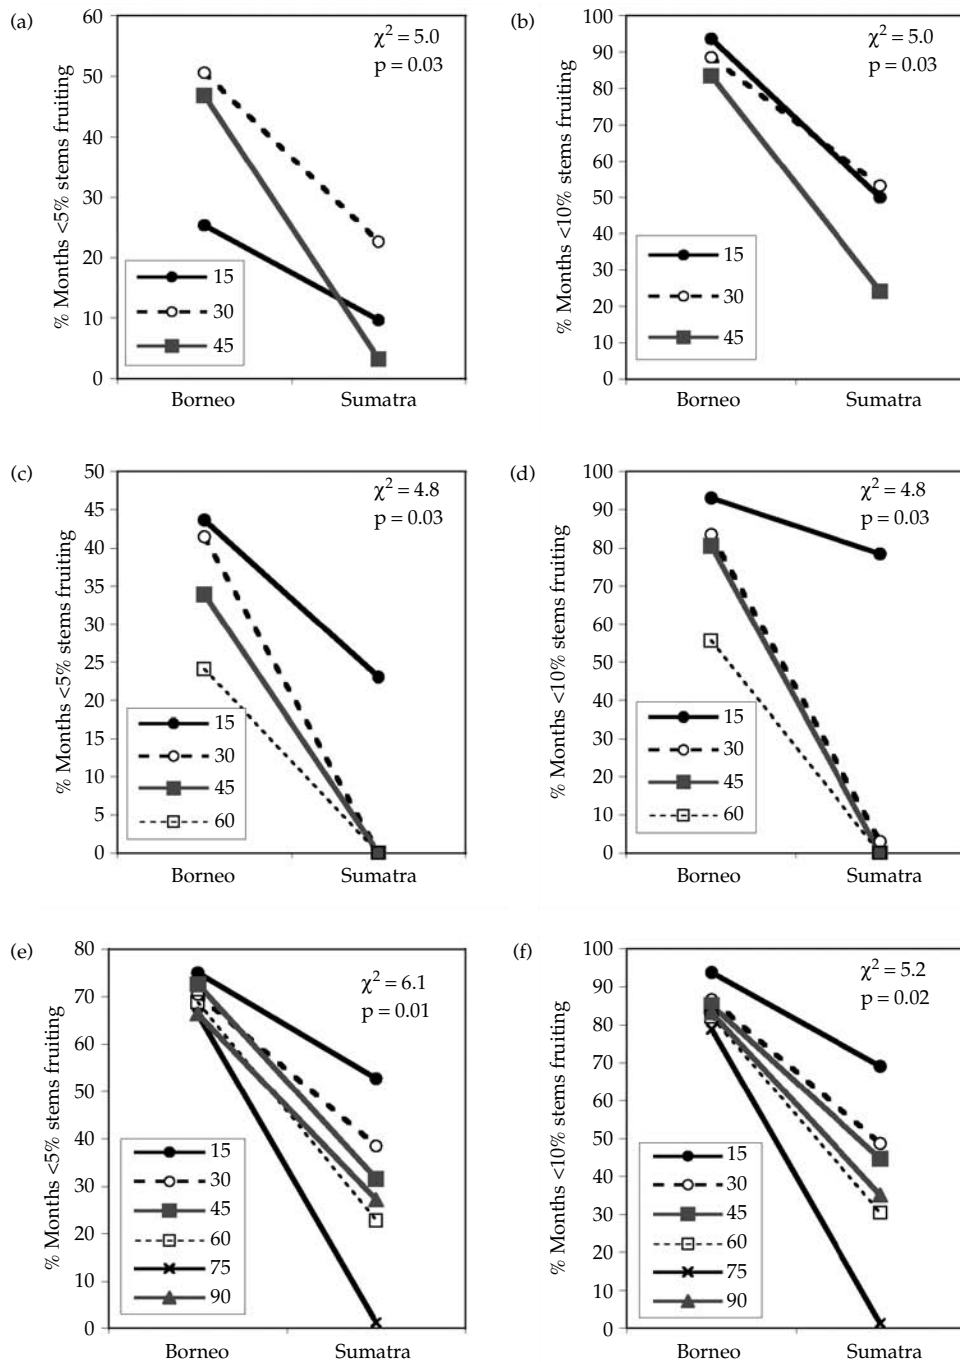 (a)
60
50
40
30
20
10
0
% Months <5% stems fruiting
χ² = 5.0
p = 0.03
15
30
45
Borneo Sumatra
(b)
100
90
80
70
60
50
40
30
20
10
0
% Months <10% stems fruiting
χ² = 5.0
p = 0.03
15
30
45
Borneo Sumatra
(c)
50
45
40
35
30
25
20
15
10
5
0
% Months <5% stems fruiting
χ² = 4.8
p = 0.03
15
30
45
60
Borneo Sumatra
(d)
100
90
80
70
60
50
40
30
20
10
0
% Months <10% stems fruiting
χ² = 4.8
p = 0.03
15
30
45
60
Borneo Sumatra
(e)
80
70
60
50
40
30
20
10
0
% Months <5% stems fruiting
χ² = 6.1
p = 0.01
15
30
45
60
75
90
Borneo Sumatra
(f)
100
90
80
70
60
50
40
30
20
10
0
% Months <10% stems fruiting
χ² = 5.2
p = 0.02
15
30
45
60
75
90
Borneo Sumatra